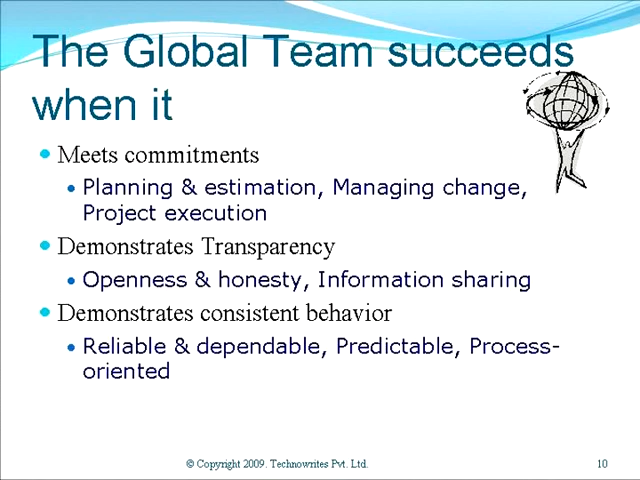 The Global Team succeeds
when it
Meets commitments
Planning & estimation, Managing change,
Project execution
Demonstrates Transparency
Openness & honesty, Information sharing
Demonstrates consistent behavior
Reliable & dependable, Predictable, Process-
oriented
© Copyright 2009. Technowrites Pvt. Ltd.
10